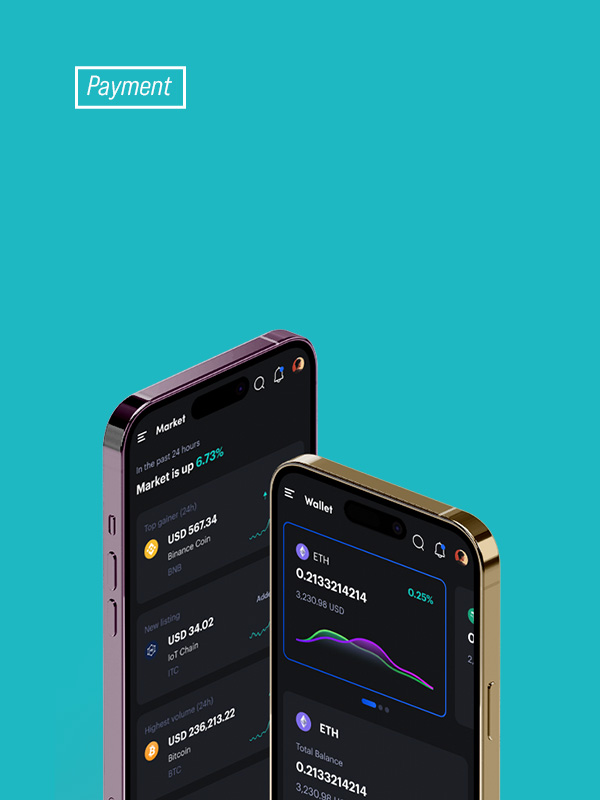 Payment
Market
In the past 24 hours
Market is up 6.73%
Top gainer (24h)
USD 567.34
Binance Coin
BNB
New listing
USD 34.02
IoT Chain
ITC
Highest volume (24h)
USD 236,213.22
Bitcoin
BTC
Wallet
ETH
0.2133214214
0.25%
3,230.98 USD
ETH
Total Balance
0.2133214214
3,230.98 USD